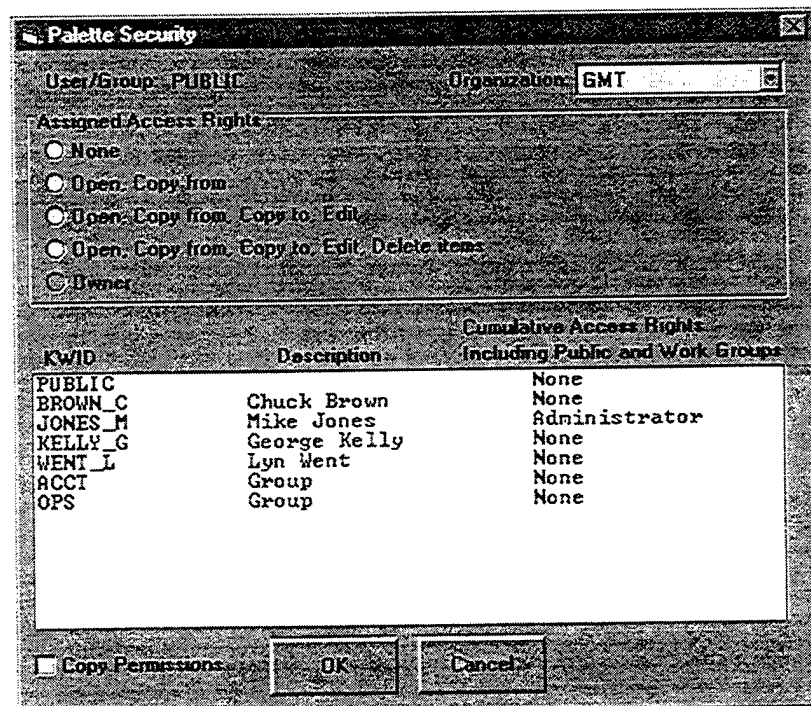 Palette Security
User/Group: PUBLIC Organization: GMT
Assigned Access Rights
None
Open, Copy from
Open, Copy from, Copy to, Edit
Open, Copy from, Copy to, Edit, Delete items
Owner
Cumulative Access Rights
KWID Description Including Public and Work Groups
PUBLIC None
BROWN_C Chuck Brown None
JONES_M Mike Jones Administrator
KELLY_G George Kelly None
WENT_L Lyn Went None
ACCT Group None
OPS Group None
Copy Permissions OK Cancel